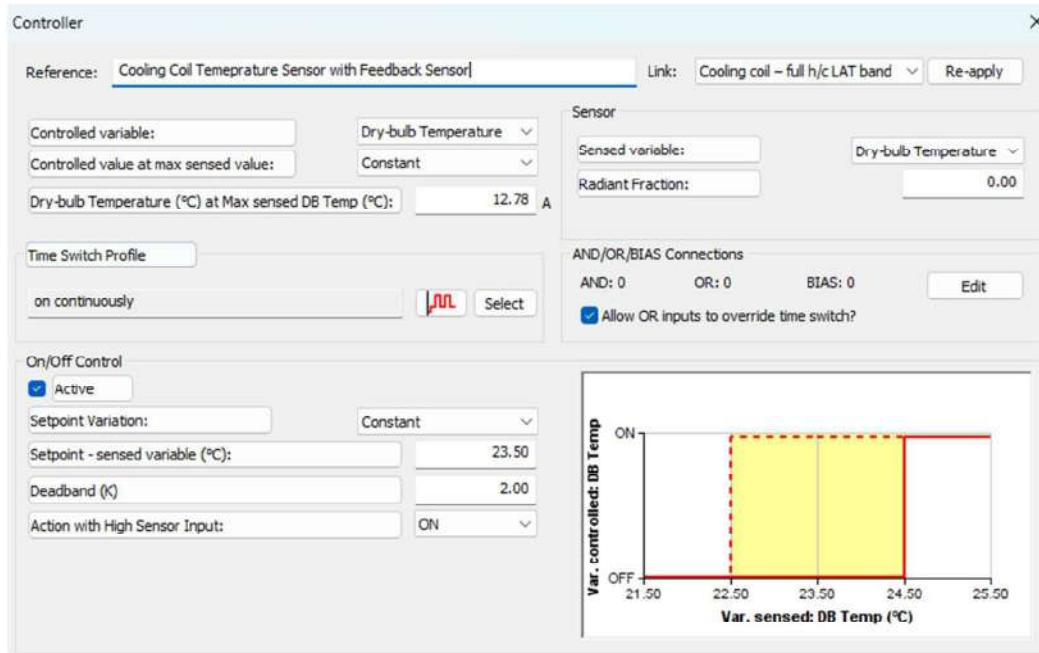 Controller
Reference: Cooling Coil Temeprature Sensor with Feedback Sensor Link: Cooling coil – full h/c LAT band Re-apply
Controlled variable: Dry-bulb Temperature
Controlled value at max sensed value: Constant
Dry-bulb Temperature (°C) at Max sensed DB Temp (°C): 12.78 A
Sensor
Sensed variable: Dry-bulb Temperature
Radiant Fraction: 0.00
Time Switch Profile
on continuously Select
AND/OR/BIAS Connections
AND: 0 OR: 0 BIAS: 0 Edit
Allow OR inputs to override time switch?
On/Off Control
Active
Setpoint Variation: Constant
Setpoint - sensed variable (°C): 23.50
Deadband (K) 2.00
Action with High Sensor Input: ON
Var. controlled: DB Temp
ON
OFF
21.50 22.50 23.50 24.50 25.50
Var. sensed: DB Temp (°C)